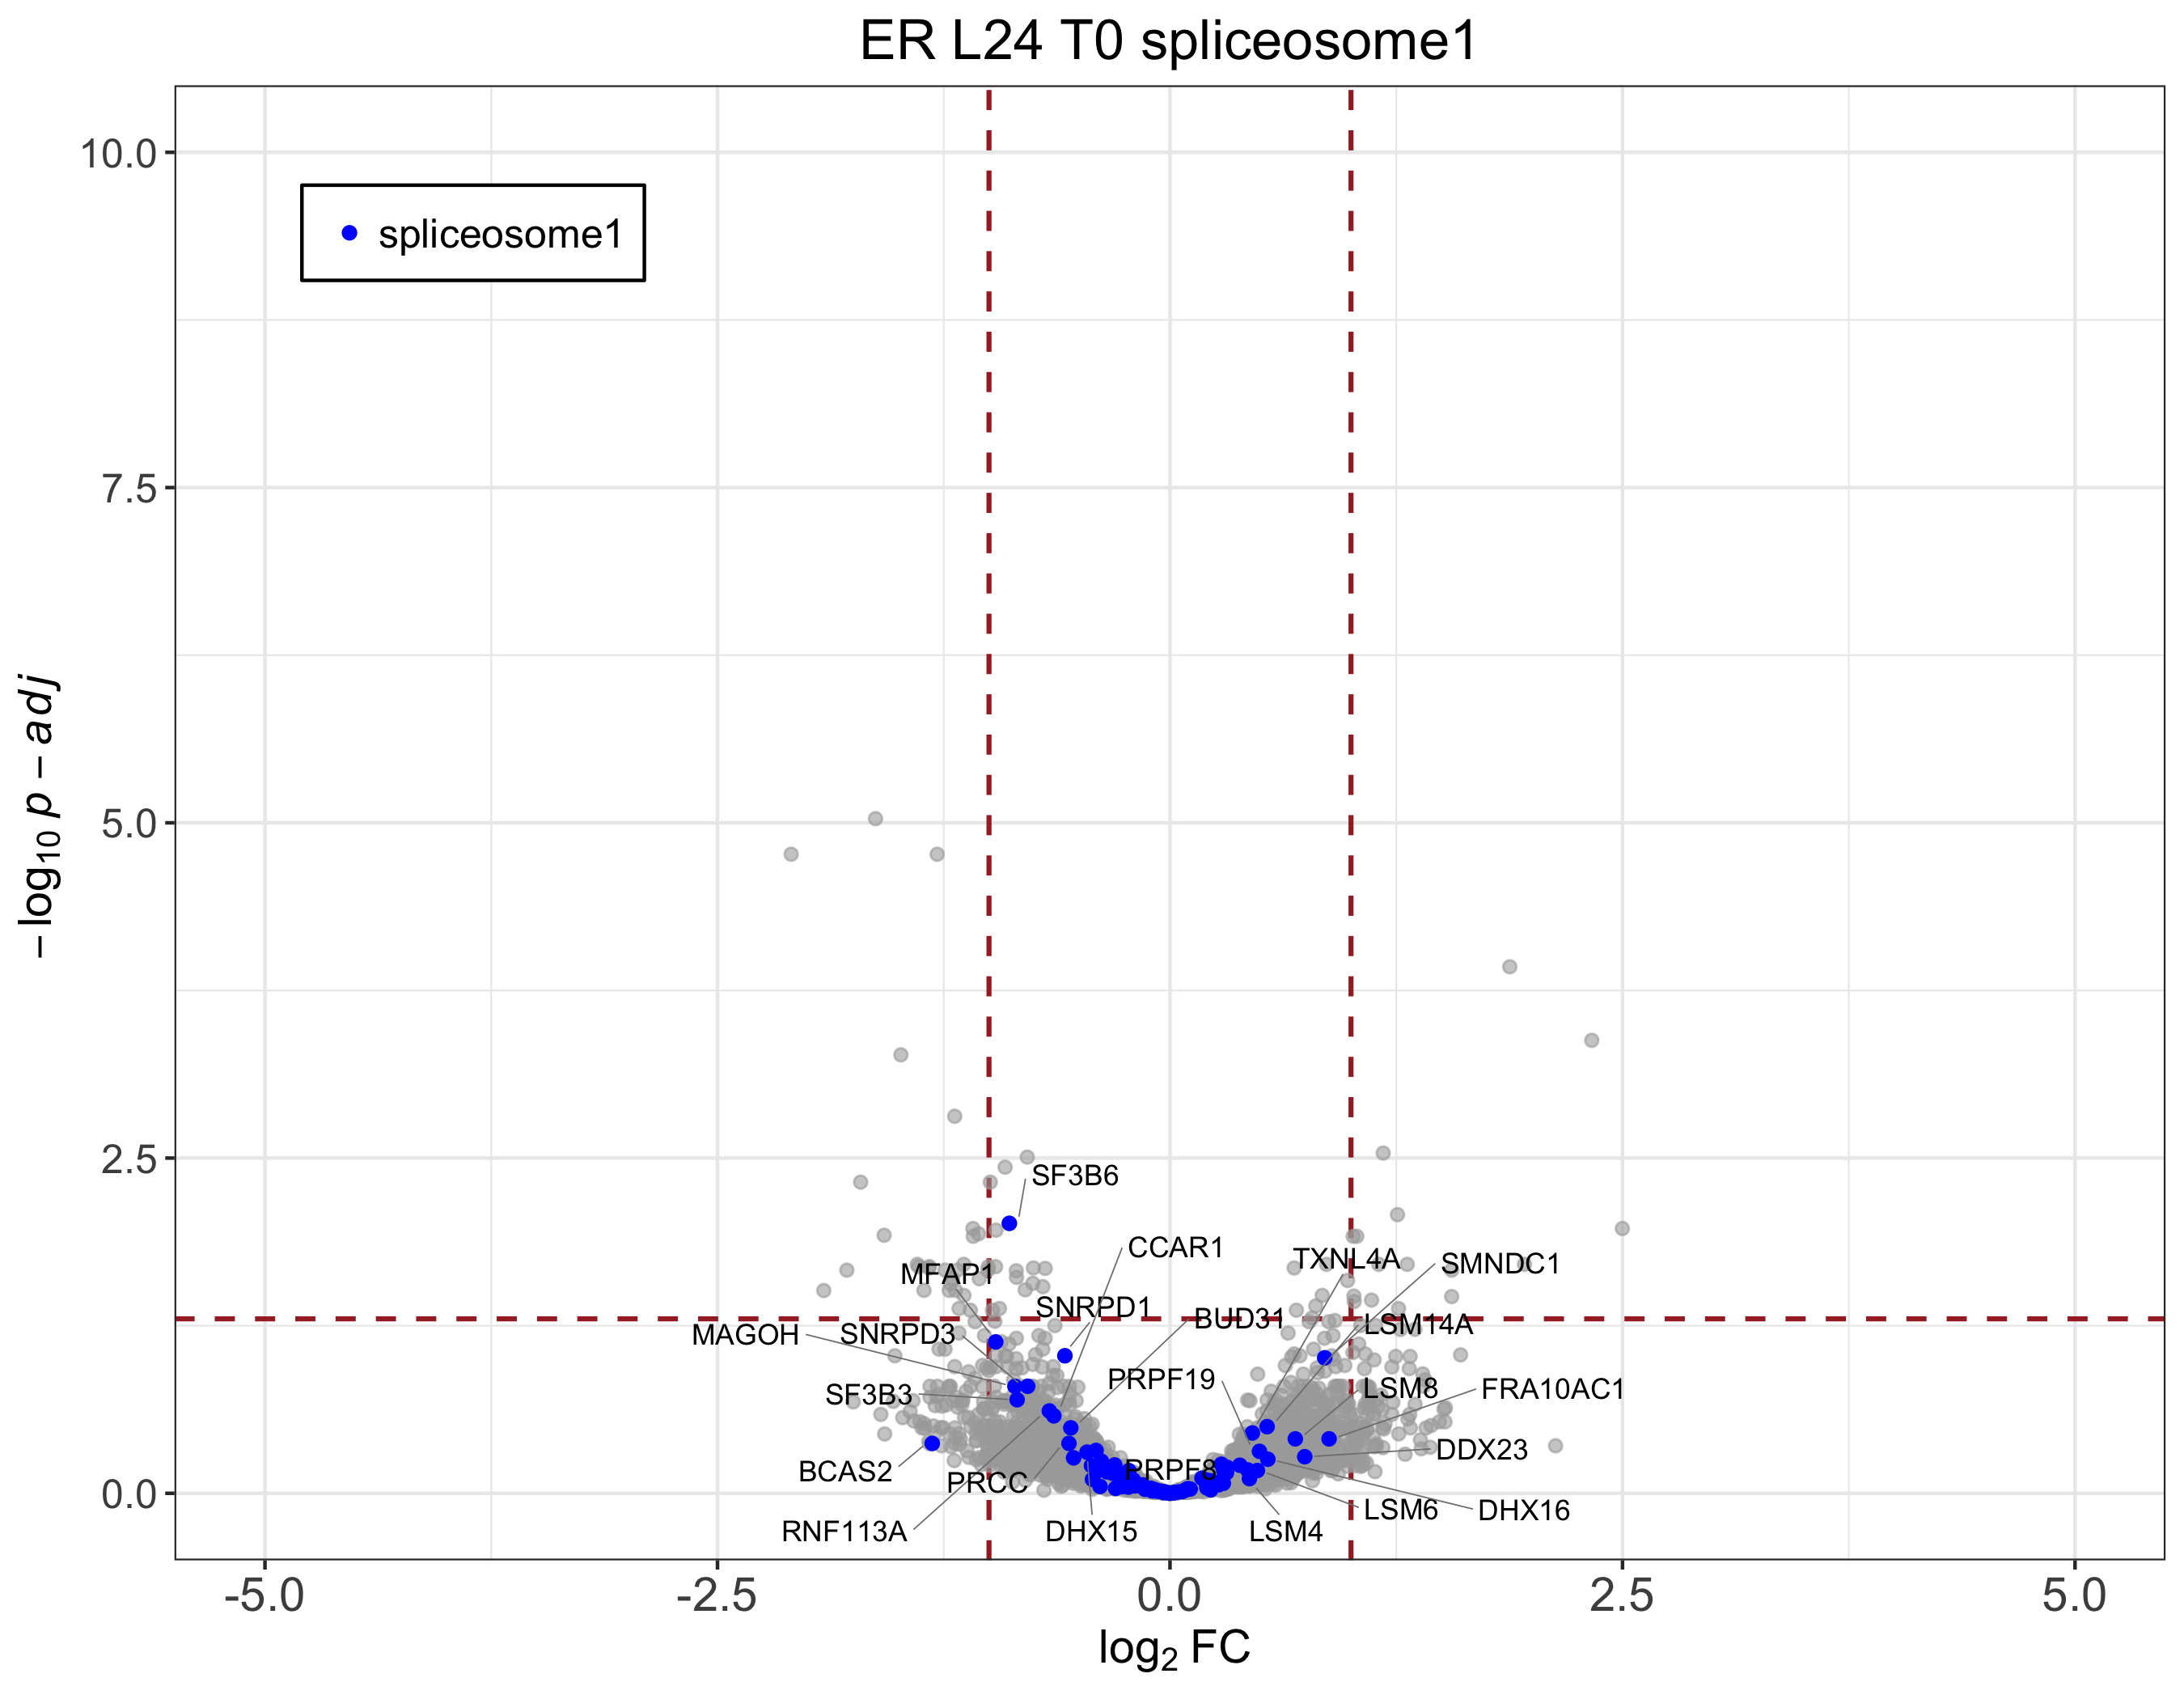 ER L24 T0 spliceosome1
10.0
spliceosome1
7.5
5.0
2.5
0.0
−log10 p − adj
SF3B6
CCAR1
TXNL4A
SMNDC1
MFAP1
SNRPD1
BUD31
LSM14A
MAGOH
SNRPD3
PRPF19
LSM8
FRA10AC1
SF3B3
DDX23
BCAS2
PRCC
PRPF8
LSM6
DHX16
RNF113A
DHX15
LSM4
-5.0
-2.5
0.0
2.5
5.0
log2 FC